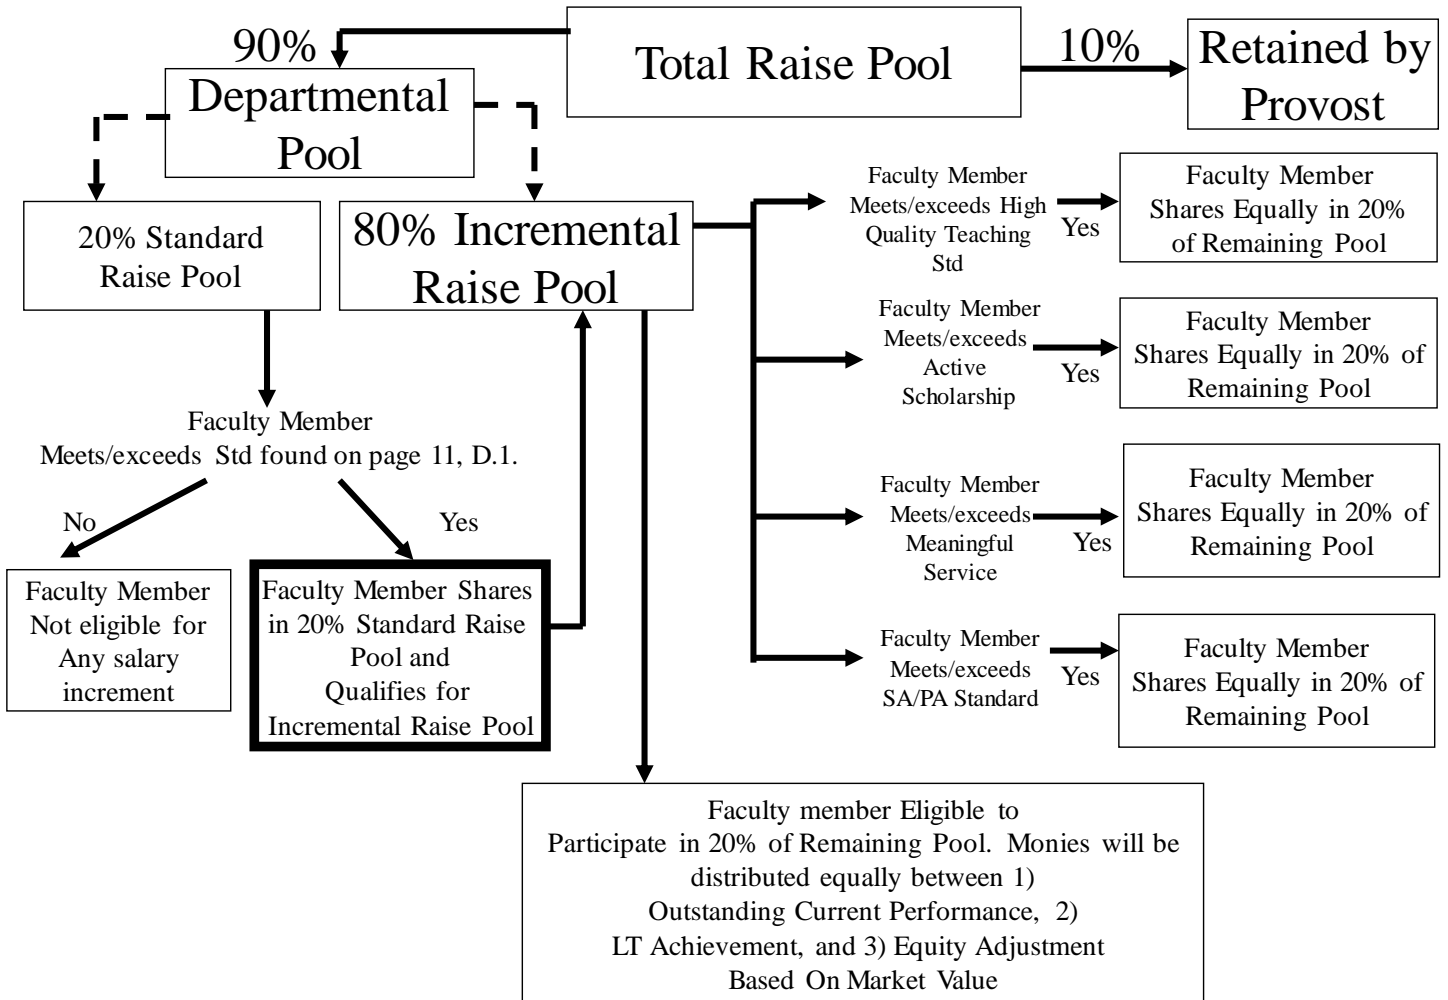 90%
Total Raise Pool
10%
Retained by
Provost
Departmental
Pool
20% Standard
Raise Pool
80% Incremental
Raise Pool
Faculty Member
Meets/exceeds High
Quality Teaching
Std
Yes
Faculty Member
Shares Equally in 20%
of Remaining Pool
Faculty Member
Meets/exceeds
Active
Scholarship
Yes
Faculty Member
Shares Equally in 20% of
Remaining Pool
Faculty Member
Meets/exceeds Std found on page 11, D.1.
No
Yes
Faculty Member
Meets/exceeds
Meaningful
Service
Yes
Faculty Member
Shares Equally in 20% of
Remaining Pool
Faculty Member
Not eligible for
Any salary
increment
Faculty Member Shares
in 20% Standard Raise
Pool and
Qualifies for
Incremental Raise Pool
Faculty Member
Meets/exceeds
SA/PA Standard
Yes
Faculty Member
Shares Equally in 20% of
Remaining Pool
Faculty member Eligible to
Participate in 20% of Remaining Pool. Monies will be
distributed equally between 1)
Outstanding Current Performance, 2)
LT Achievement, and 3) Equity Adjustment
Based On Market Value